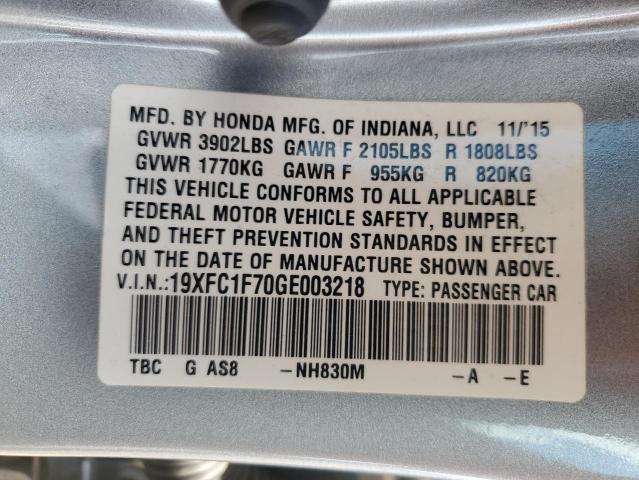 MFD. BY HONDA MFG. OF INDIANA, LLC 11/'15
GVWR 3902LBS GAWR F 2105LBS R 1808LBS
GVWR 1770KG GAWR F 955KG R 820KG
THIS VEHICLE CONFORMS TO ALL APPLICABLE
FEDERAL MOTOR VEHICLE SAFETY, BUMPER,
AND THEFT PREVENTION STANDARDS IN EFFECT
ON THE DATE OF MANUFACTURE SHOWN ABOVE.
V.I.N.:19XFC1F70GE003218 TYPE: PASSENGER CAR
TBC G AS8 -NH830M -A -E